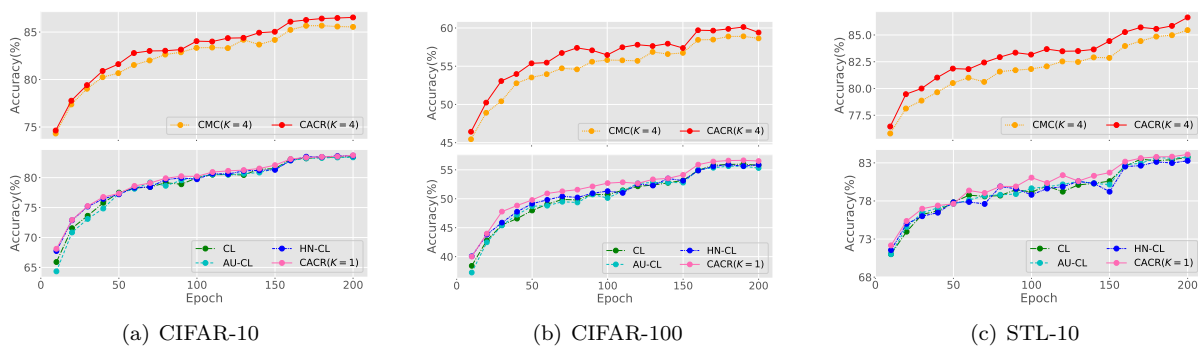 Accuracy(%)
85
80
75
CMC(K = 4)
CACR(K = 4)
Accuracy(%)
80
75
70
65
CL
AU-CL
HN-CL
CACR(K = 1)
0
50
100
150
200
Epoch
(a) CIFAR-10
Accuracy(%)
60
55
50
45
CMC(K = 4)
CACR(K = 4)
Accuracy(%)
55
50
45
40
CL
AU-CL
HN-CL
CACR(K = 1)
0
50
100
150
200
Epoch
(b) CIFAR-100
Accuracy(%)
85.0
82.5
80.0
77.5
CMC(K = 4)
CACR(K = 4)
Accuracy(%)
83
78
73
68
CL
AU-CL
HN-CL
CACR(K = 1)
0
50
100
150
200
Epoch
(c) STL-10